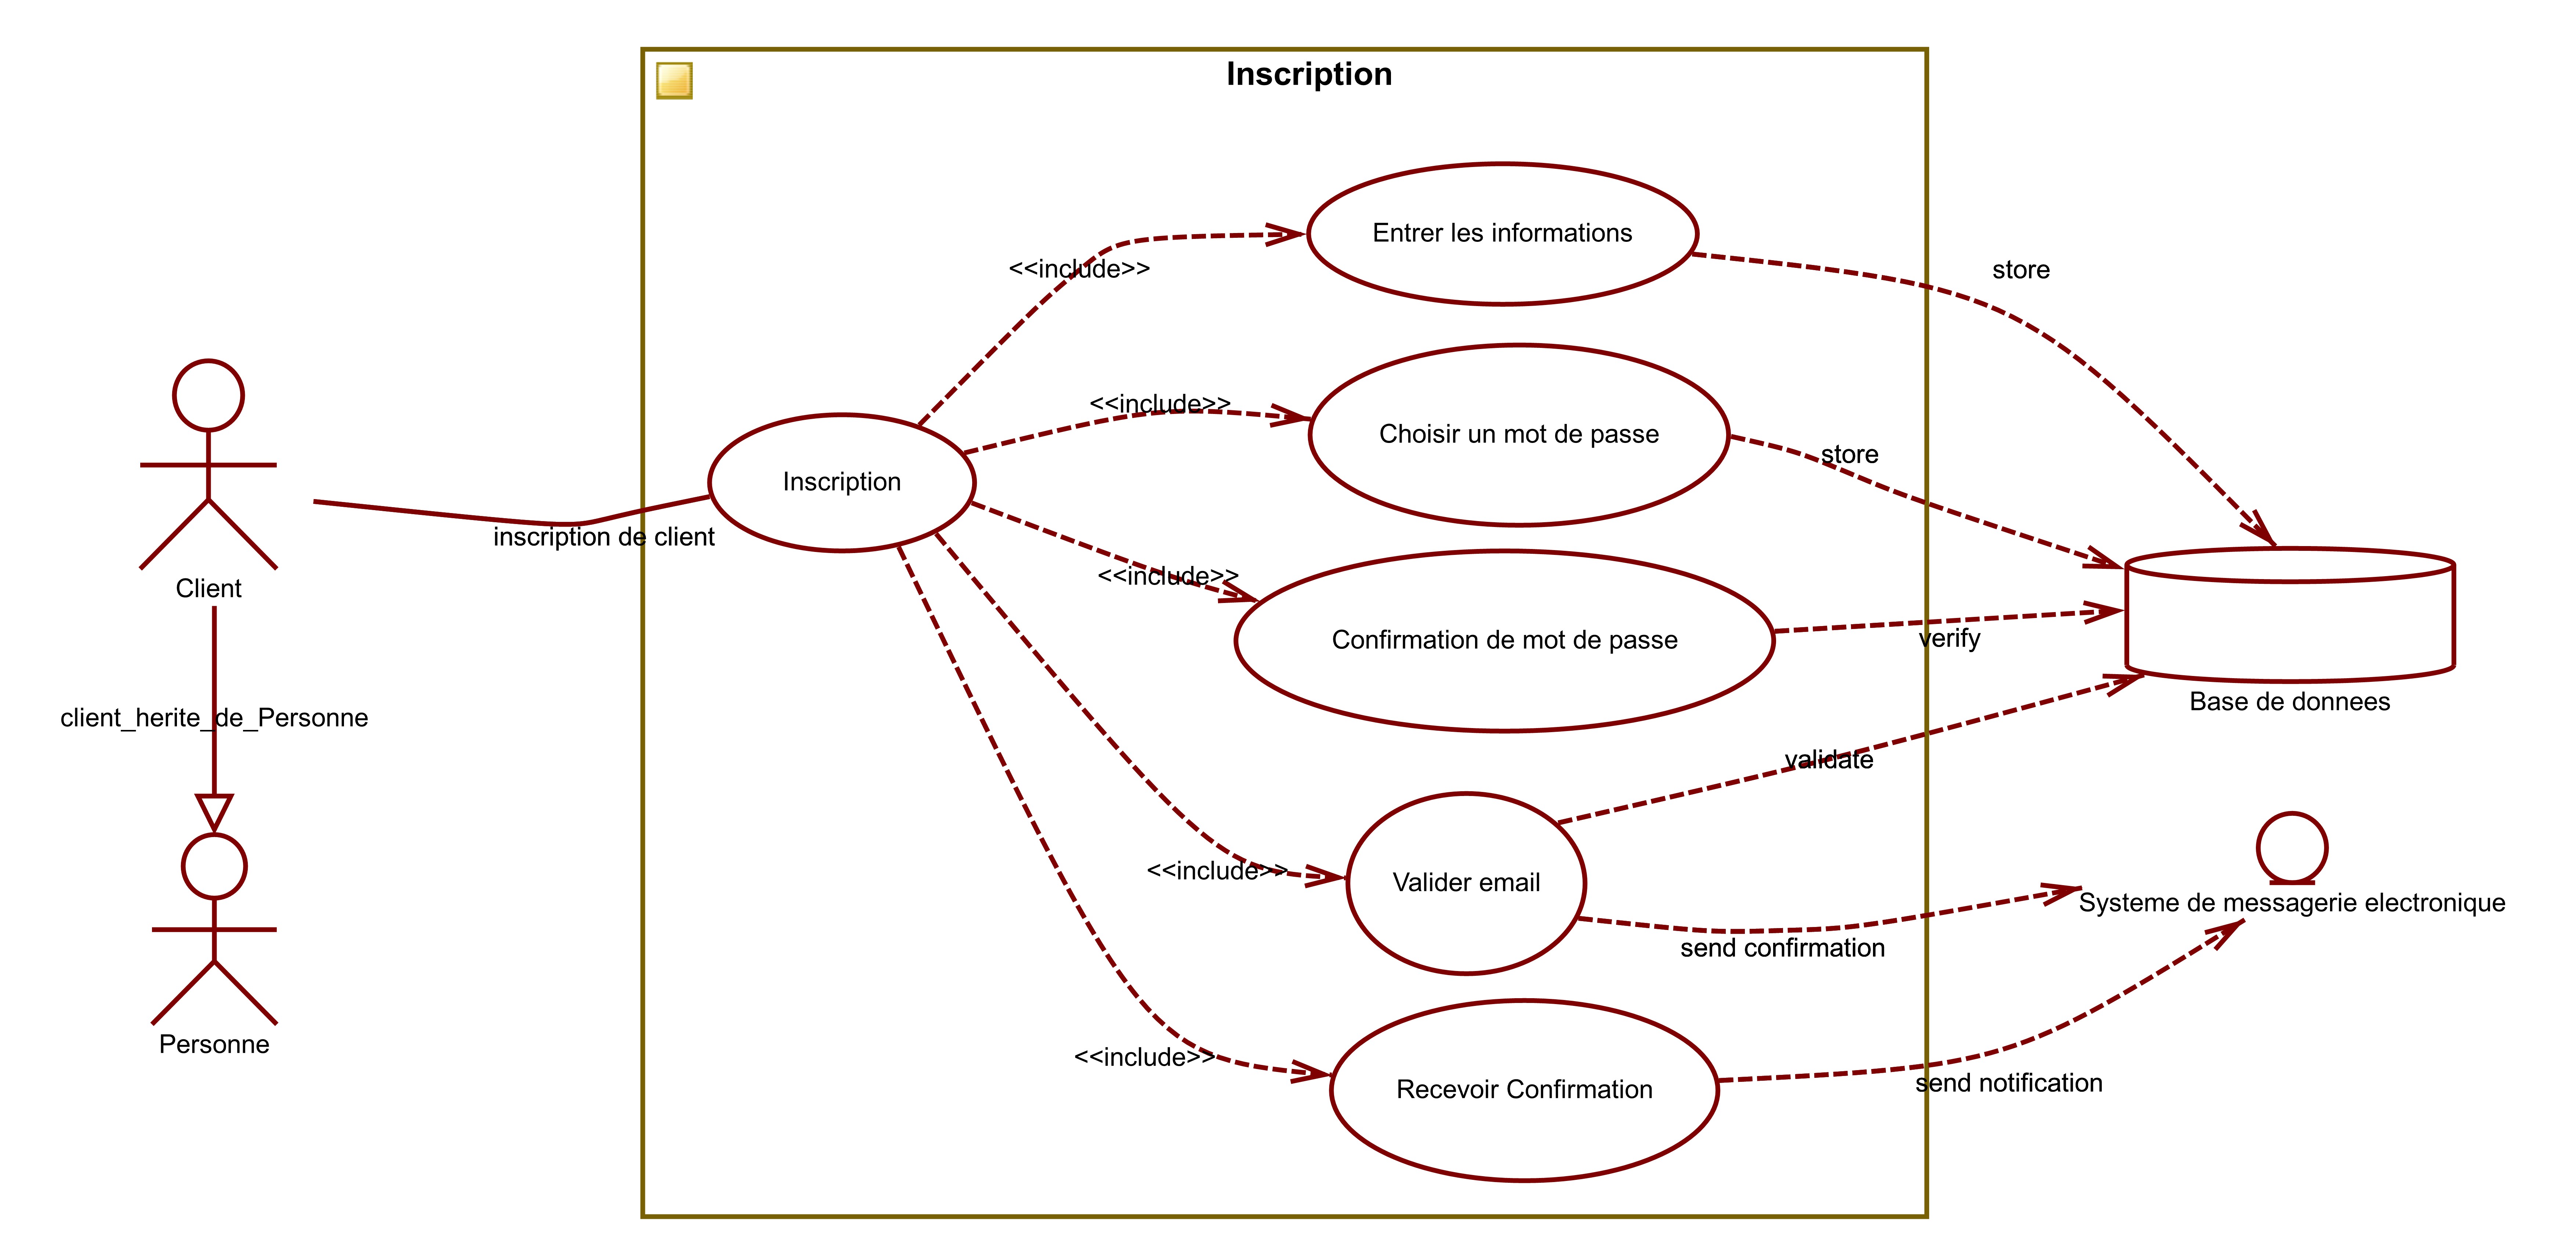 Inscription
Entrer les informations
<<include>>
store
<<include>>
Choisir un mot de passe
store
Inscription
inscription de client
<<include>>
Client
Confirmation de mot de passe
verify
Base de donnees
client_herite_de_Personne
validate
<<include>>
Valider email
Systeme de messagerie electronique
send confirmation
Personne
<<include>>
Recevoir Confirmation
send notification